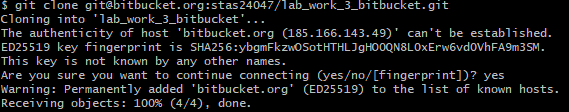 $ git clone git@bitbucket.org:stas24047/lab_work_3_bitbucket.git
Cloning into 'lab_work_3_bitbucket'...
The authenticity of host 'bitbucket.org (185.166.143.49)' can't be established.
ED25519 key fingerprint is SHA256:ybgmFkzwOSotHTHLJgHO0QN8L0xErw6vd0VhFA9m3SM.
This key is not known by any other names.
Are you sure you want to continue connecting (yes/no/[fingerprint])? yes
Warning: Permanently added 'bitbucket.org' (ED25519) to the list of known hosts.
Receiving objects: 100% (4/4), done.